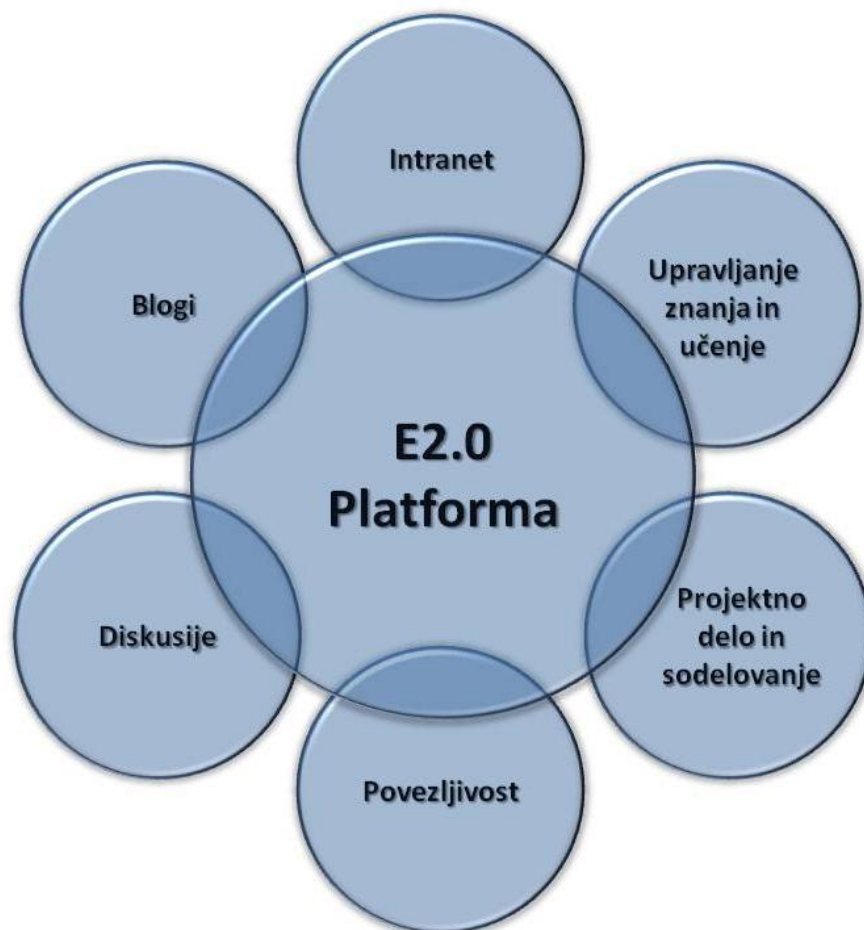 Intranet
Upravljanje
znanja in
učenje
Blogi
E2.0
Platforma
Diskusije
Projektno
delo in
sodelovanje
Povezljivost